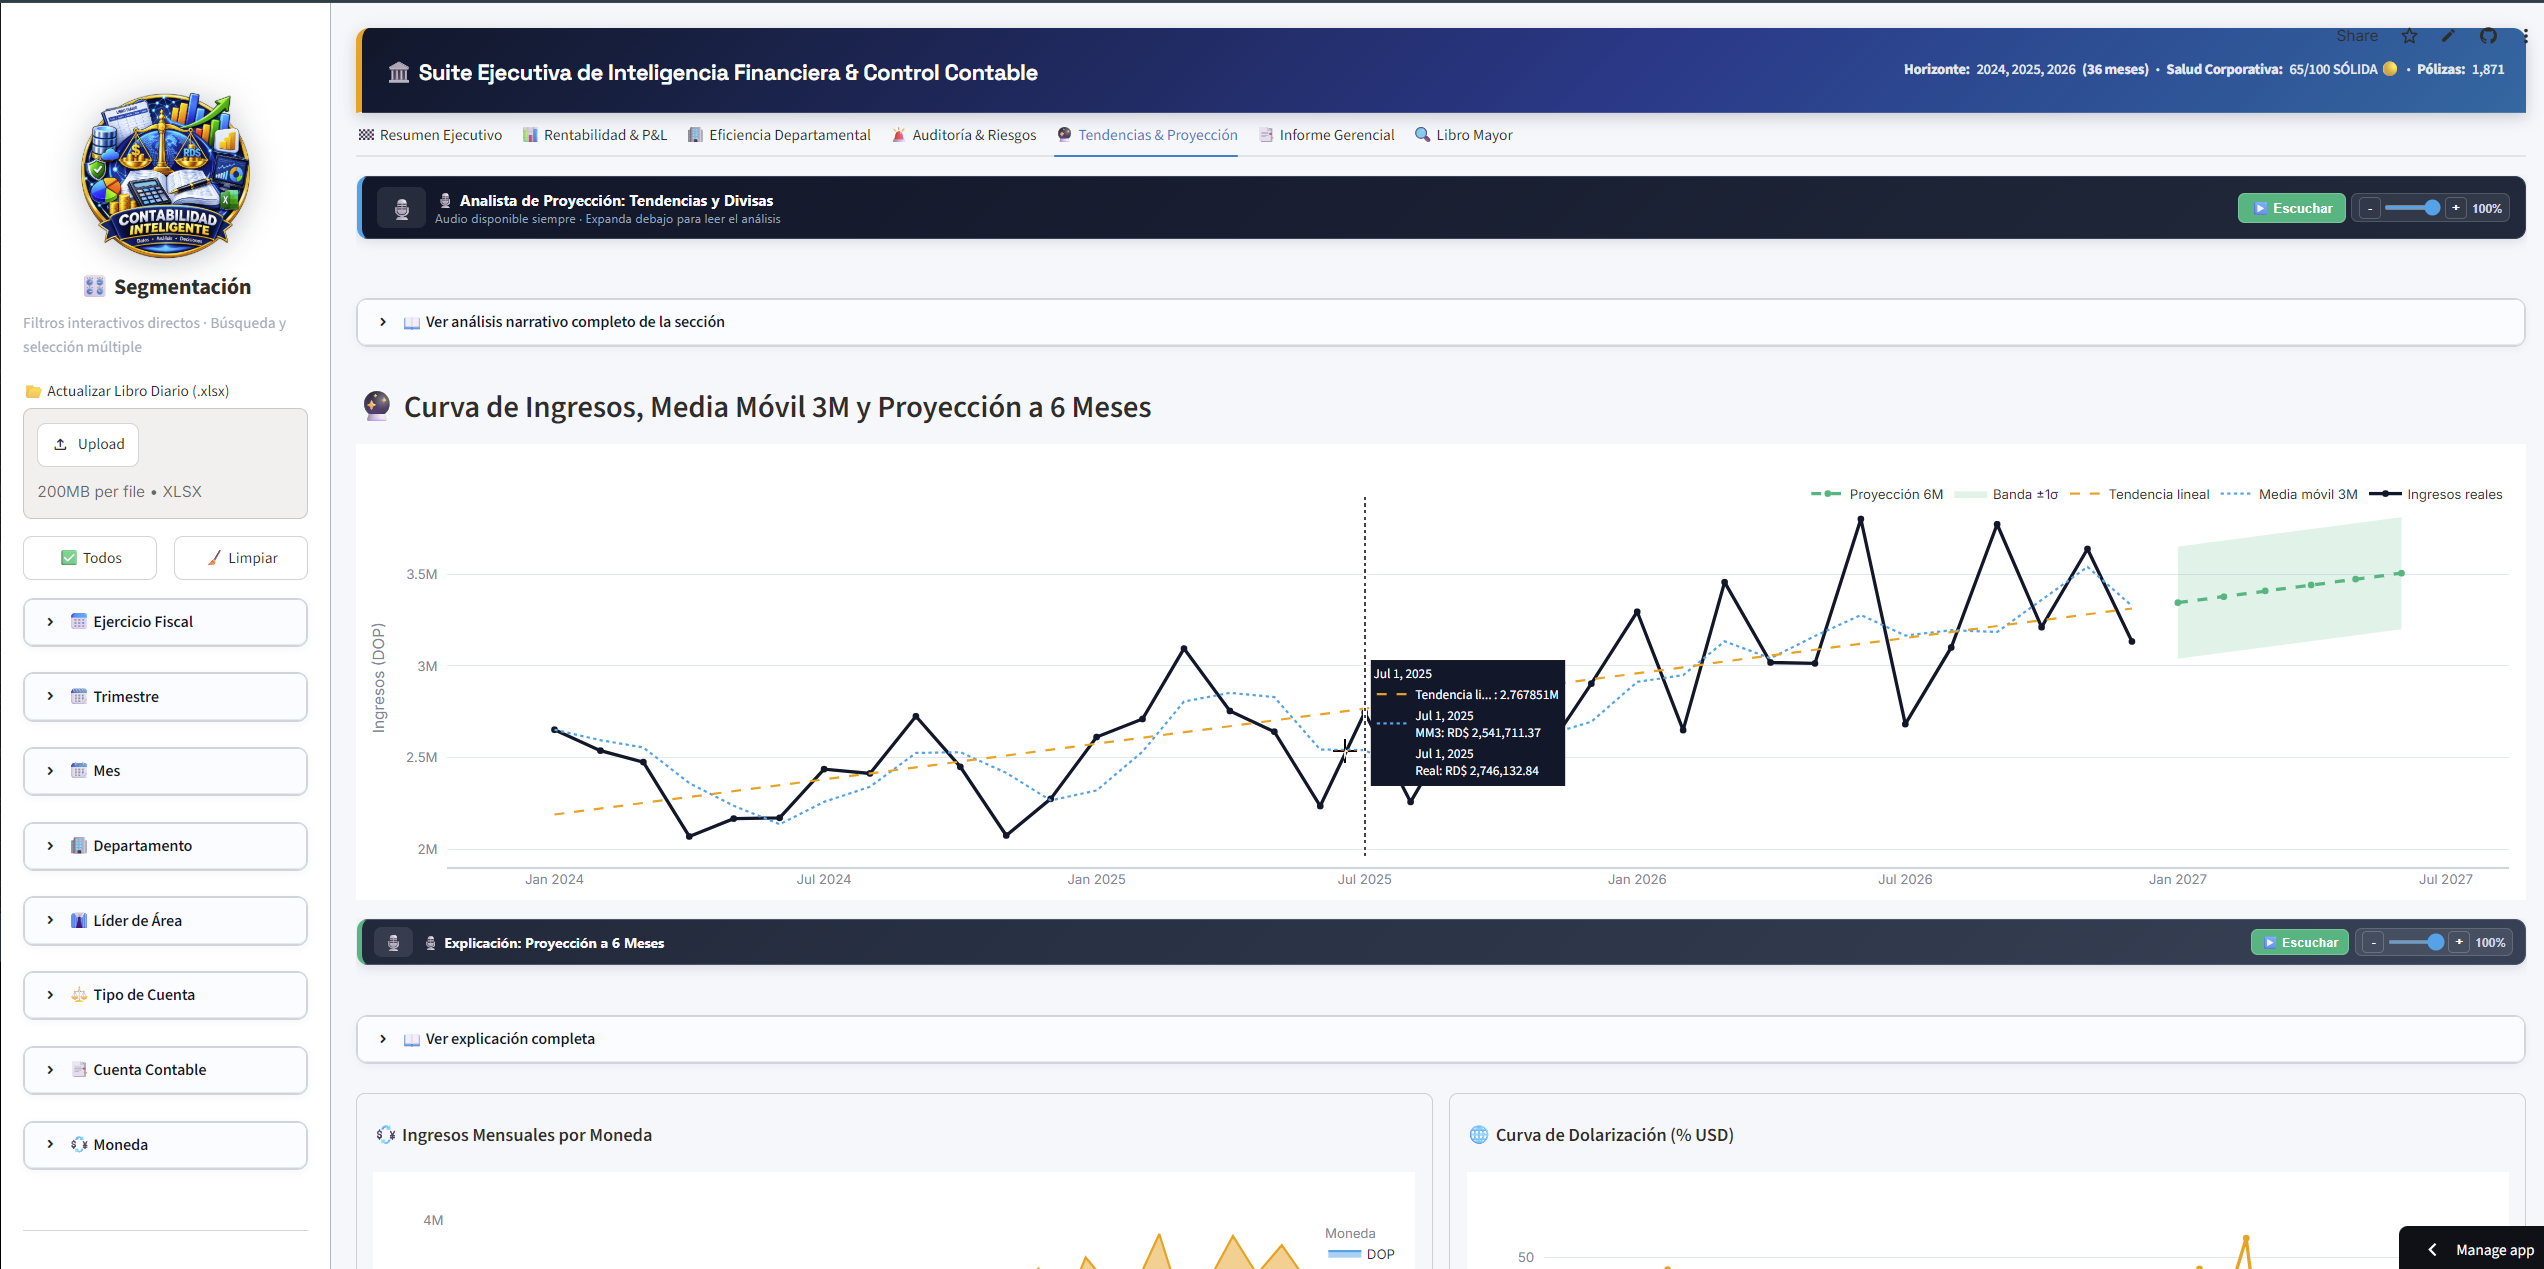 Share
Suite Ejecutiva de Inteligencia Financiera & Control Contable
Horizonte: 2024, 2025, 2026 (36 meses) • Salud Corporativa: 65/100 SÓLIDA • Pólizas: 1,871
Resumen Ejecutivo
Rentabilidad & P&L
Eficiencia Departamental
Auditoría & Riesgos
Tendencias & Proyección
Informe Gerencial
Libro Mayor
CONTABILIDAD
INTELIGENTE
Segmentación
Filtros interactivos directos · Búsqueda y
selección múltiple
Actualizar Libro Diario (.xlsx)
Upload
200MB per file • XLSX
Todos
Limpiar
Ejercicio Fiscal
Trimestre
Mes
Departamento
Líder de Área
Tipo de Cuenta
Cuenta Contable
Moneda
Analista de Proyección: Tendencias y Divisas
Audio disponible siempre · Expanda debajo para leer el análisis
Escuchar
- + 100%
Ver análisis narrativo completo de la sección
Curva de Ingresos, Media Móvil 3M y Proyección a 6 Meses
Proyección 6M
Banda ±1σ
Tendencia lineal
Media móvil 3M
Ingresos reales
Ingresos (DOP)
3.5M
3M
2.5M
2M
Jul 1, 2025
Tendencia li... : 2.767851M
Jul 1, 2025
MM3: RD$ 2,541,711.37
Jul 1, 2025
Real: RD$ 2,746,132.84
Jan 2024
Jul 2024
Jan 2025
Jul 2025
Jan 2026
Jul 2026
Jan 2027
Jul 2027
Explicación: Proyección a 6 Meses
Escuchar
- + 100%
Ver explicación completa
Ingresos Mensuales por Moneda
4M
Moneda
DOP
Curva de Dolarización (% USD)
50
Manage app